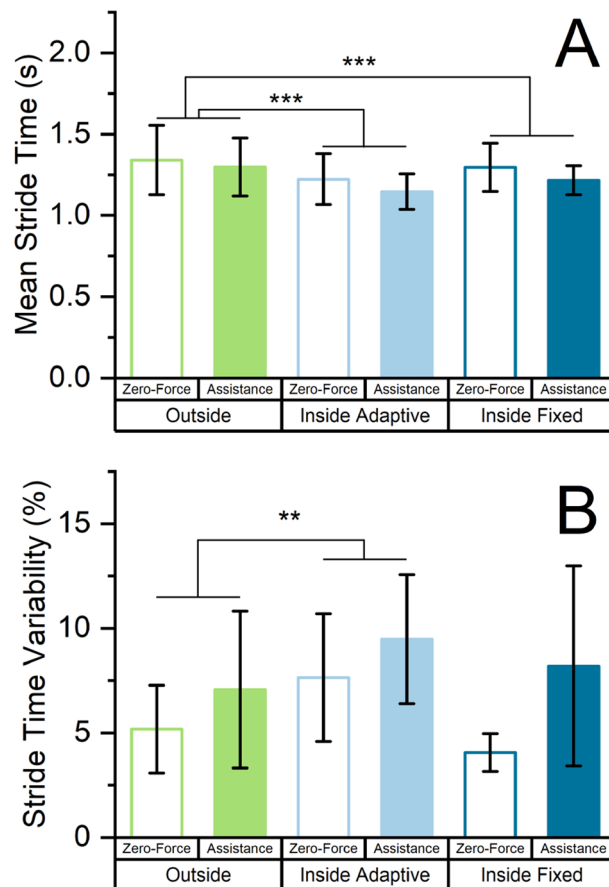 A
Mean Stride Time (s)
2.0
1.5
1.0
0.5
0.0
***
***
Zero-Force Assistance Zero-Force Assistance Zero-Force Assistance
Outside Inside Adaptive Inside Fixed
B
Stride Time Variability (%)
15
10
5
0
**
Zero-Force Assistance Zero-Force Assistance Zero-Force Assistance
Outside Inside Adaptive Inside Fixed